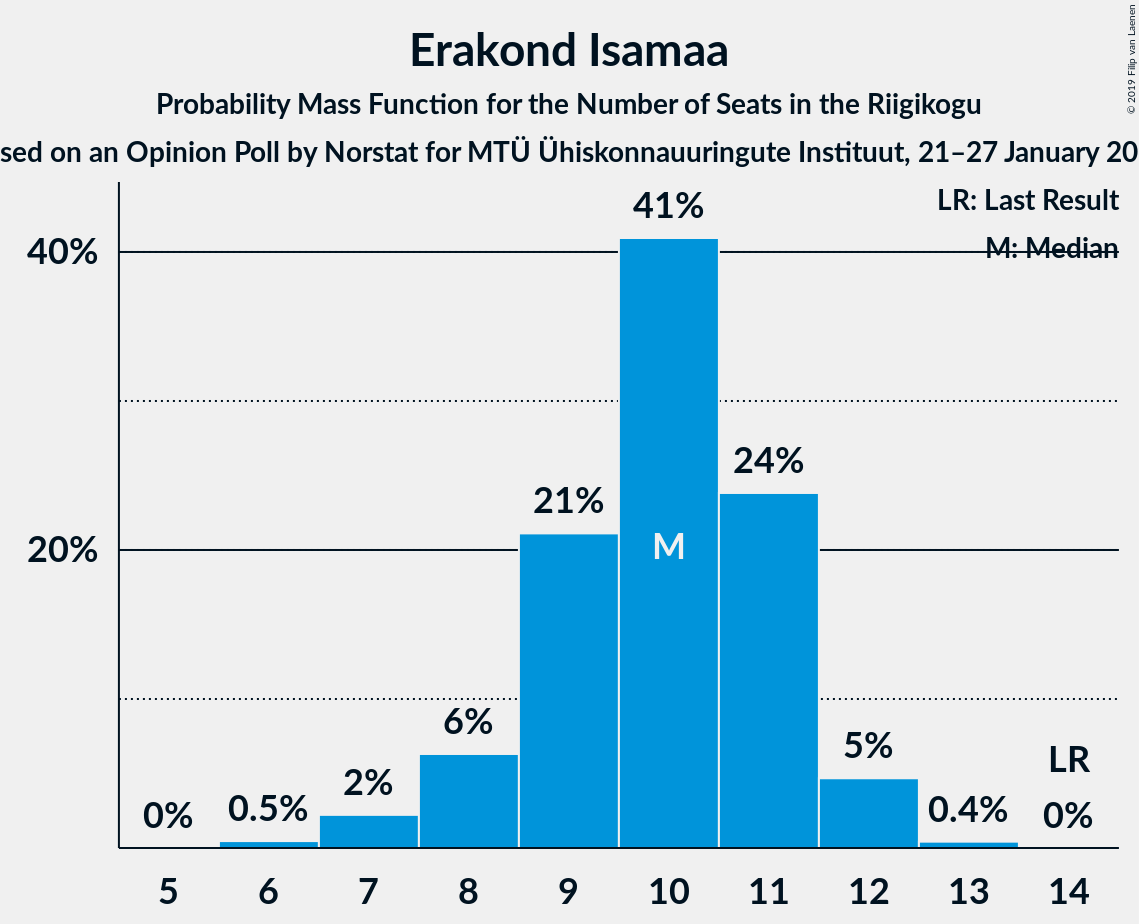 Erakond Isamaa
Probability Mass Function for the Number of Seats in the Riigikogu
sed on an Opinion Poll by Norstat for MTÜ Ühiskonnauuringute Instituut, 21–27 January 20
© 2019 Filip van Laenen
LR: Last Result
M: Median
41%
40%
24%
21%
M
20%
6%
5%
LR
2%
0%
0.5%
0.4%
0%
5 6 7 8 9 10 11 12 13 14